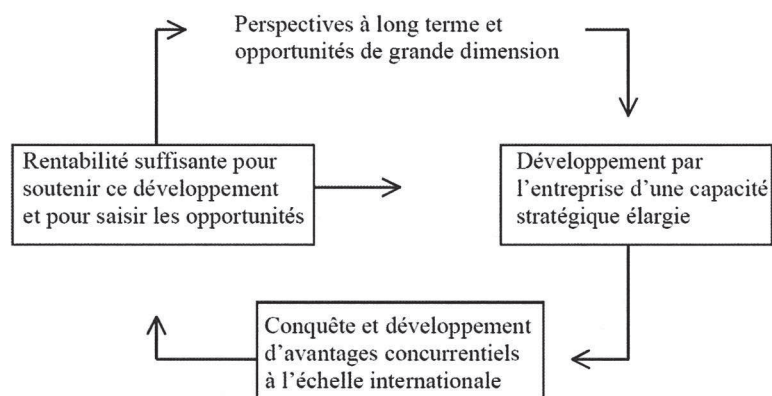 Perspectives à long terme et
opportunités de grande dimension
Rentabilité suffisante pour
soutenir ce développement
et pour saisir les opportunités
Développement par
l'entreprise d'une capacité
stratégique élargie
Conquête et développement
d'avantages concurrentiels
à l'échelle internationale